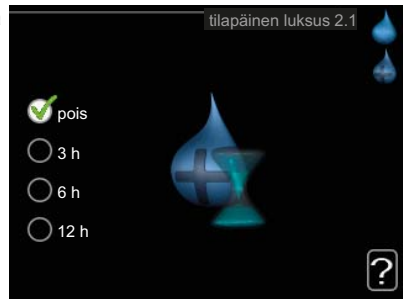 tilapäinen luksus 2.1
pois
3 h
6 h
12 h
?